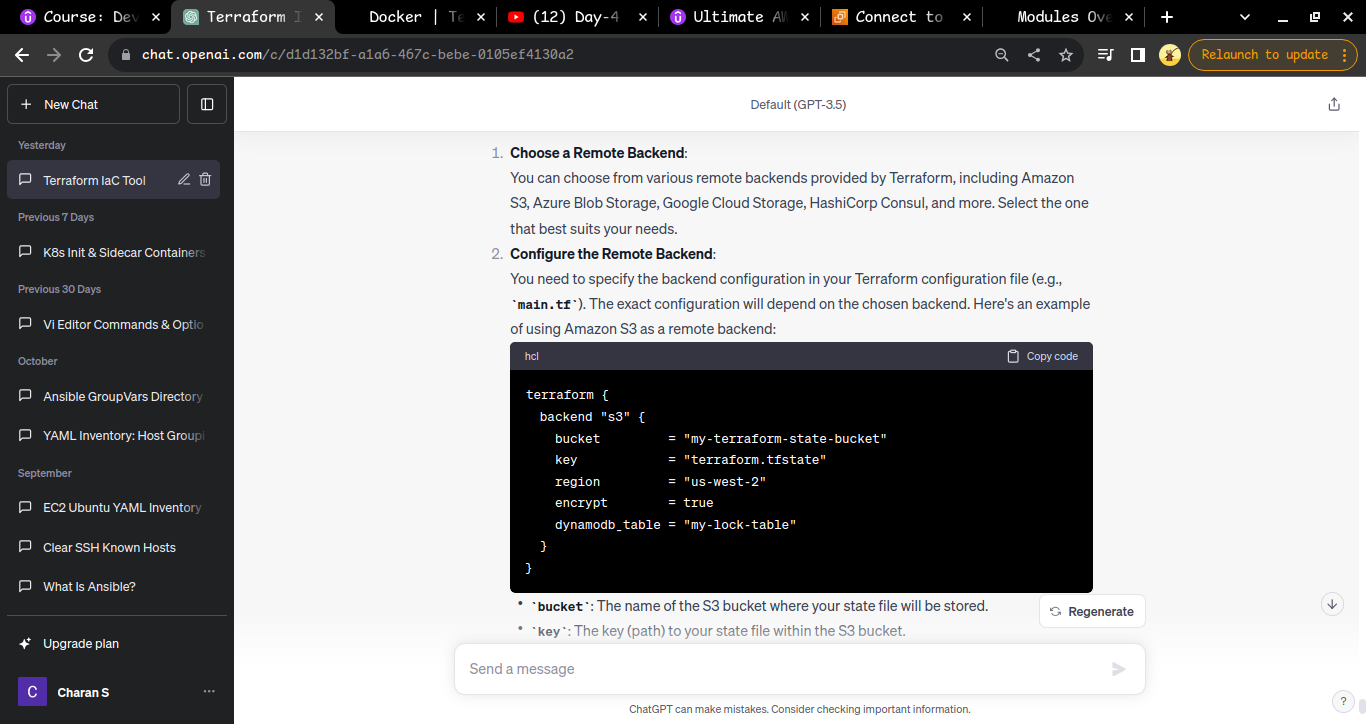 Course: Dev
Terraform I
Docker | Te
(12) Day-4
Ultimate AW
Connect to
Modules Ove
chat.openai.com/c/d1d132bf-a1a6-467c-bebe-0105ef4130a2
Relaunch to update
New Chat
Yesterday
Terraform IaC Tool
Previous 7 Days
K8s Init & Sidecar Containers
Previous 30 Days
Vi Editor Commands & Optio
October
Ansible GroupVars Directory
YAML Inventory: Host Groupi
September
EC2 Ubuntu YAML Inventory
Clear SSH Known Hosts
What Is Ansible?
Upgrade plan
C
Charan S
Default (GPT-3.5)
1. Choose a Remote Backend:
You can choose from various remote backends provided by Terraform, including Amazon
S3, Azure Blob Storage, Google Cloud Storage, HashiCorp Consul, and more. Select the one
that best suits your needs.
2. Configure the Remote Backend:
You need to specify the backend configuration in your Terraform configuration file (e.g.,
`main.tf`). The exact configuration will depend on the chosen backend. Here's an example
of using Amazon S3 as a remote backend:
hcl
Copy code
terraform {
  backend "s3" {
    bucket         = "my-terraform-state-bucket"
    key            = "terraform.tfstate"
    region         = "us-west-2"
    encrypt        = true
    dynamodb_table = "my-lock-table"
  }
}
• `bucket`: The name of the S3 bucket where your state file will be stored.
• `key`: The key (path) to your state file within the S3 bucket.
Regenerate
Send a message
ChatGPT can make mistakes. Consider checking important information.
?